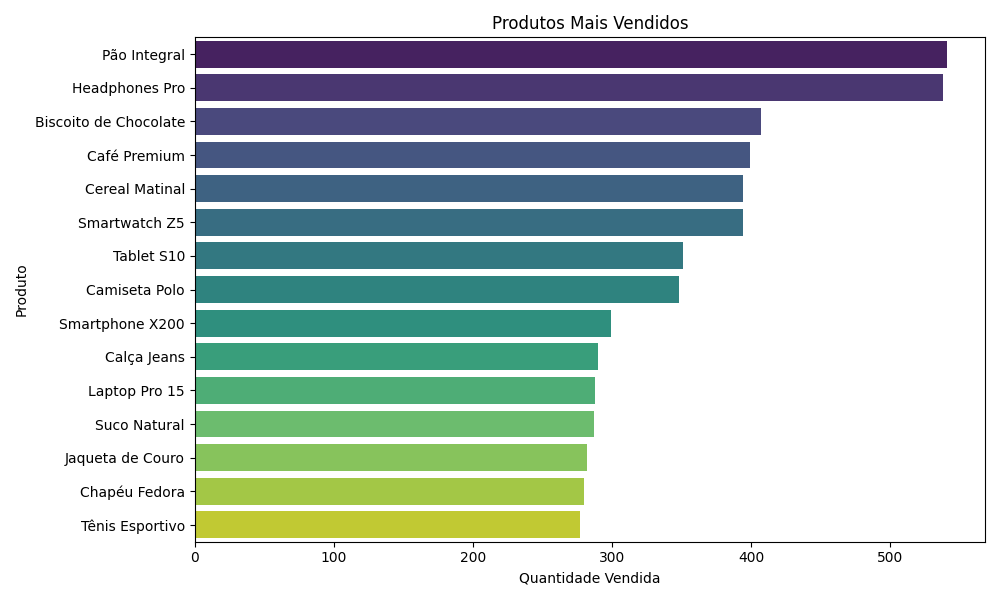 Produtos Mais Vendidos
Produto
Pão Integral
Headphones Pro
Biscoito de Chocolate
Café Premium
Cereal Matinal
Smartwatch Z5
Tablet S10
Camiseta Polo
Smartphone X200
Calça Jeans
Laptop Pro 15
Suco Natural
Jaqueta de Couro
Chapéu Fedora
Tênis Esportivo
0 100 200 300 400 500
Quantidade Vendida